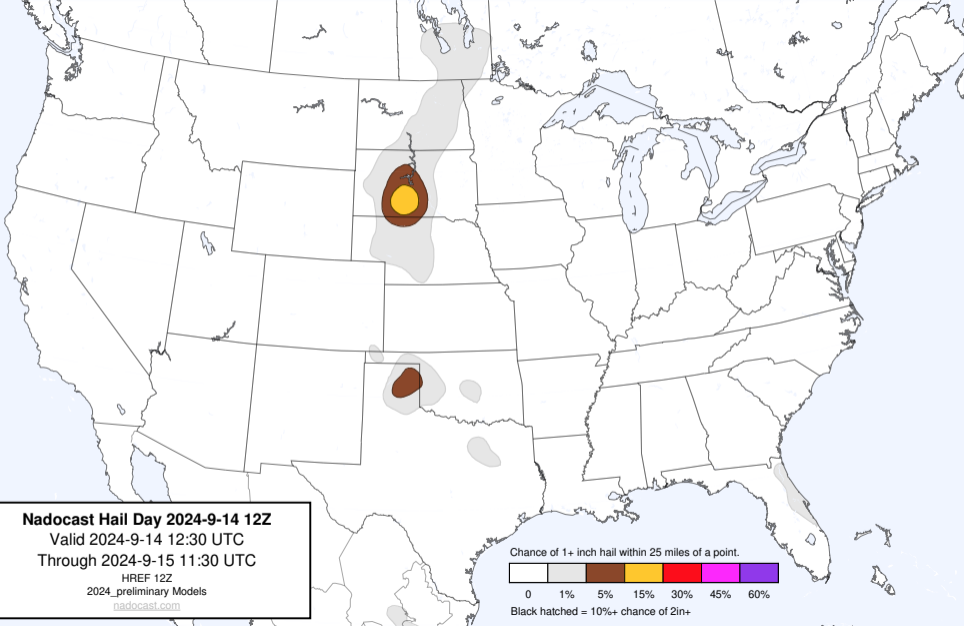 Nadocast Hail Day 2024-9-14 12Z
Valid 2024-9-14 12:30 UTC
Through 2024-9-15 11:30 UTC
HREF 12Z
2024_preliminary Models
nadocast.com
Chance of 1+ inch hail within 25 miles of a point.
0 1% 5% 15% 30% 45% 60%
Black hatched = 10%+ chance of 2in+